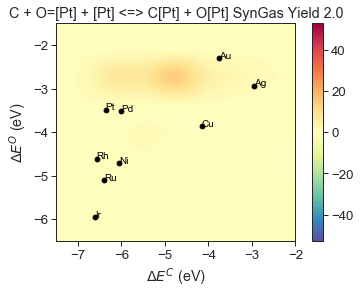 C + O=[Pt] + [Pt] <=> C[Pt] + O[Pt] SynGas Yield 2.0
−2
−3
−4
−5
−6
ΔE^O (eV)
Au
Ag
Pt
Pd
Cu
Rh
Ni
Ru
Ir
−7
−6
−5
−4
−3
−2
ΔE^C (eV)
40
20
0
−20
−40